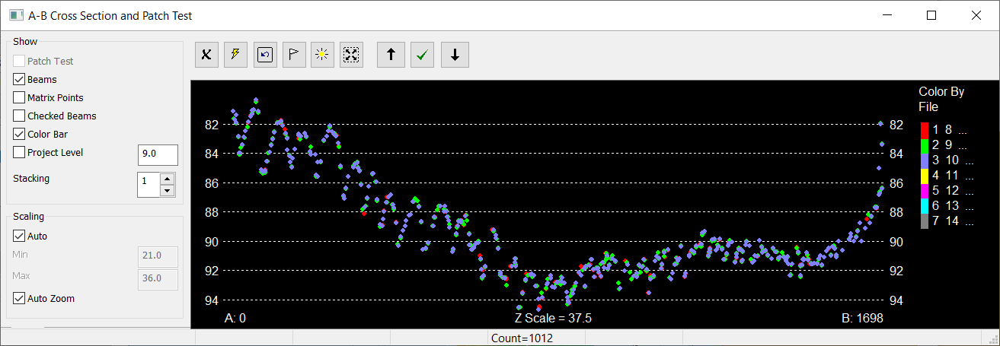 A-B Cross Section and Patch Test
Show
Patch Test
Beams
Matrix Points
Checked Beams
Color Bar
Project Level 9.0
Stacking 1
Scaling
Auto
Min 21.0
Max 36.0
Auto Zoom
82 82
84 84
86 86
88 88
90 90
92 92
94 94
A: 0 Z Scale = 37.5 B: 1698
Color By
File
1 8 ...
2 9 ...
3 10 ...
4 11 ...
5 12 ...
6 13 ...
7 14 ...
Count=1012